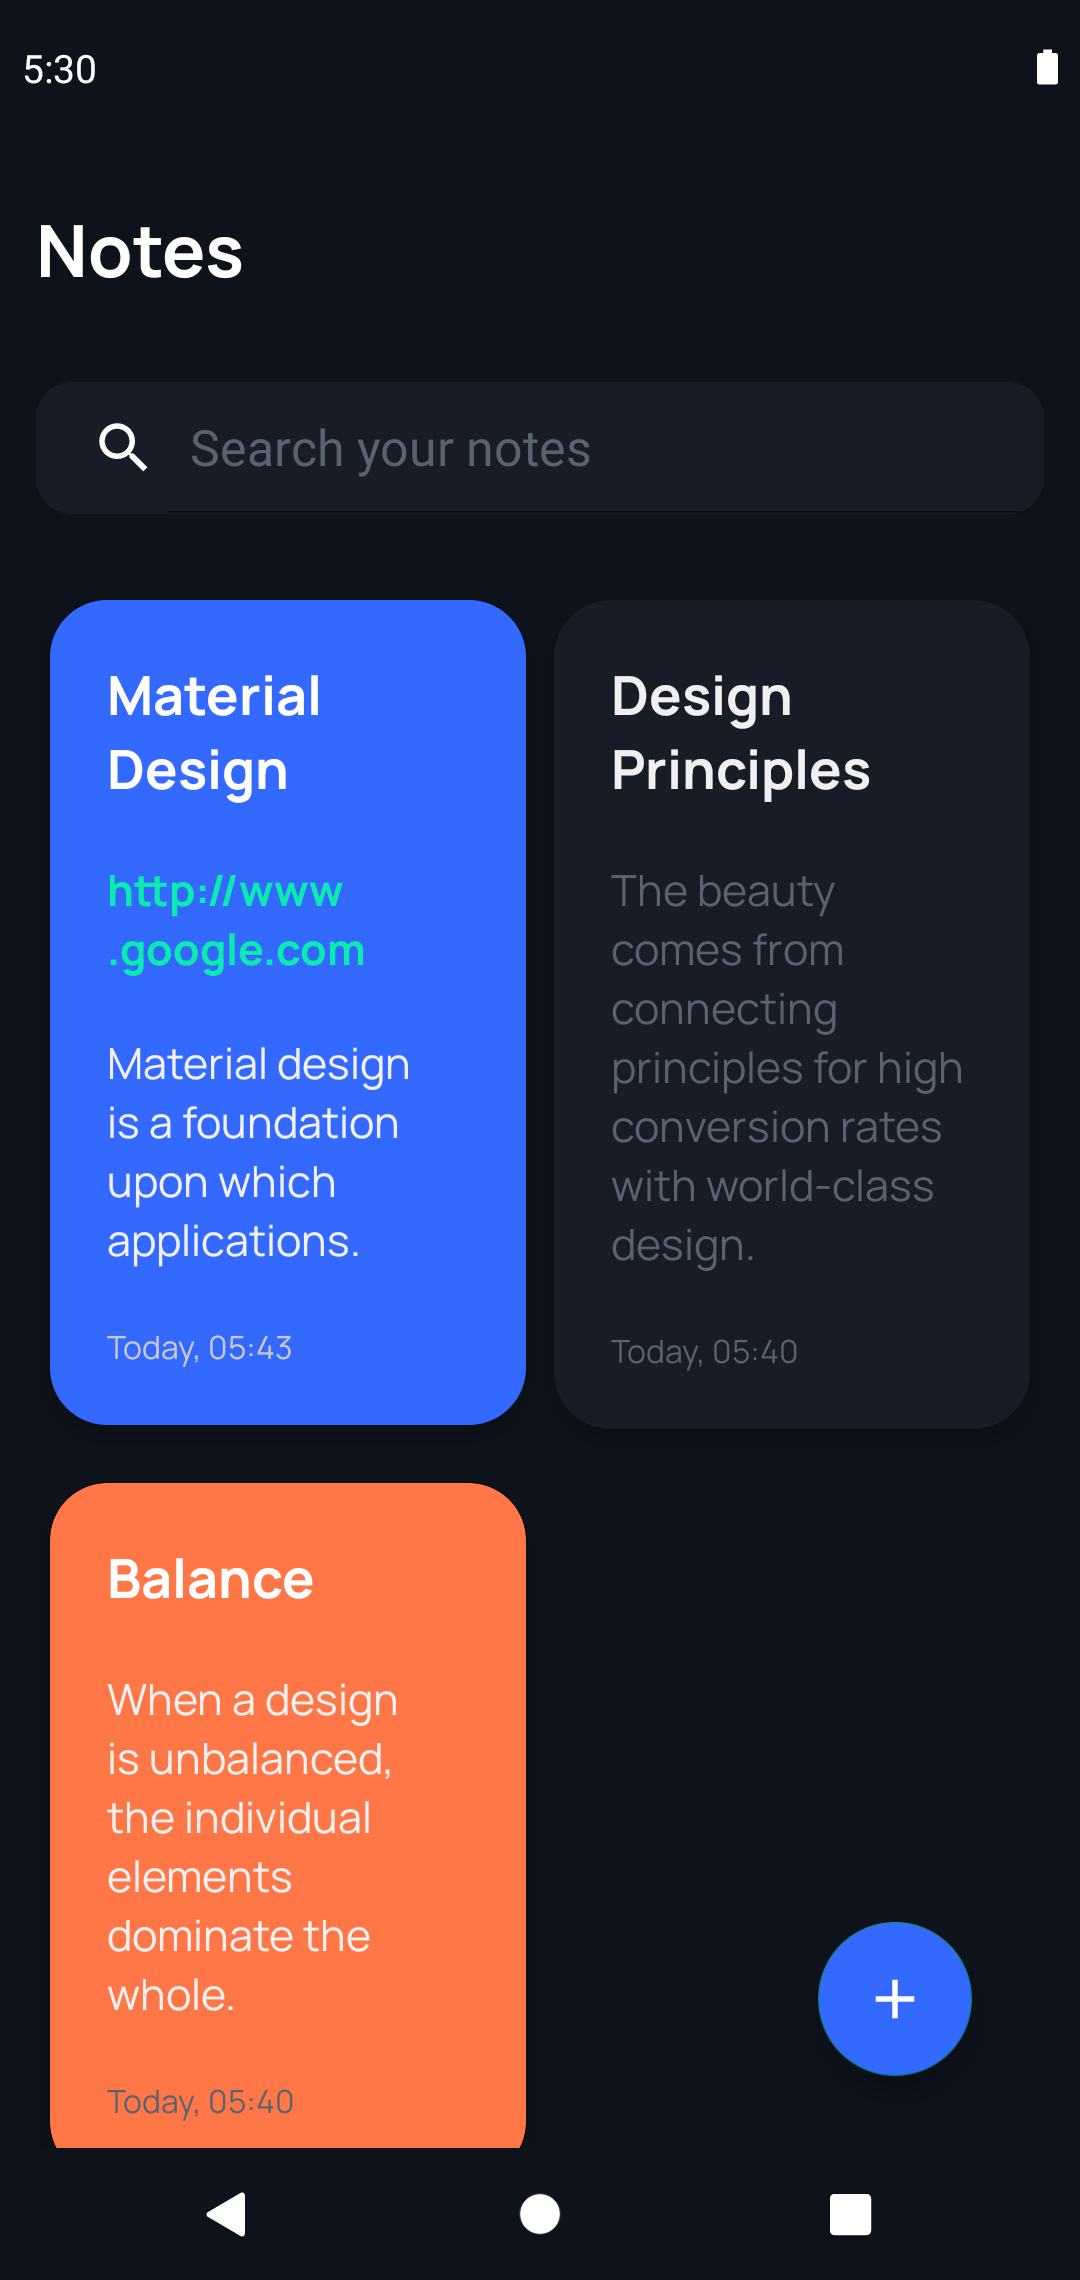 5:30
Notes
Search your notes
Material
Design
http://www
.google.com
Material design
is a foundation
upon which
applications.
Today, 05:43
Design
Principles
The beauty
comes from
connecting
principles for high
conversion rates
with world-class
design.
Today, 05:40
Balance
When a design
is unbalanced,
the individual
elements
dominate the
whole.
Today, 05:40